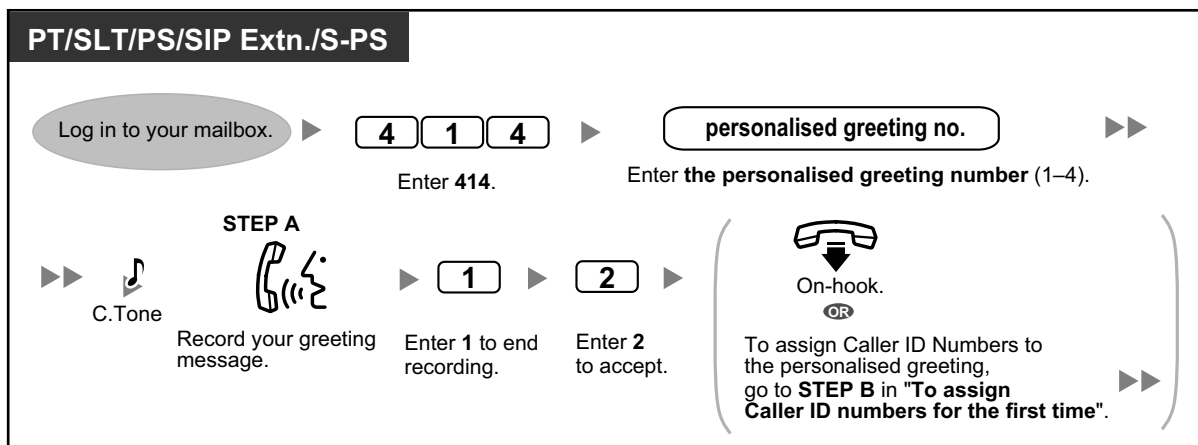 PT/SLT/PS/SIP Extn./S-PS
Log in to your mailbox.
4 1 4
Enter 414.
personalised greeting no.
Enter the personalised greeting number (1–4).
C.Tone
STEP A
Record your greeting
message.
1
Enter 1 to end
recording.
2
Enter 2
to accept.
On-hook.
OR
To assign Caller ID Numbers to
the personalised greeting,
go to STEP B in "To assign
Caller ID numbers for the first time".